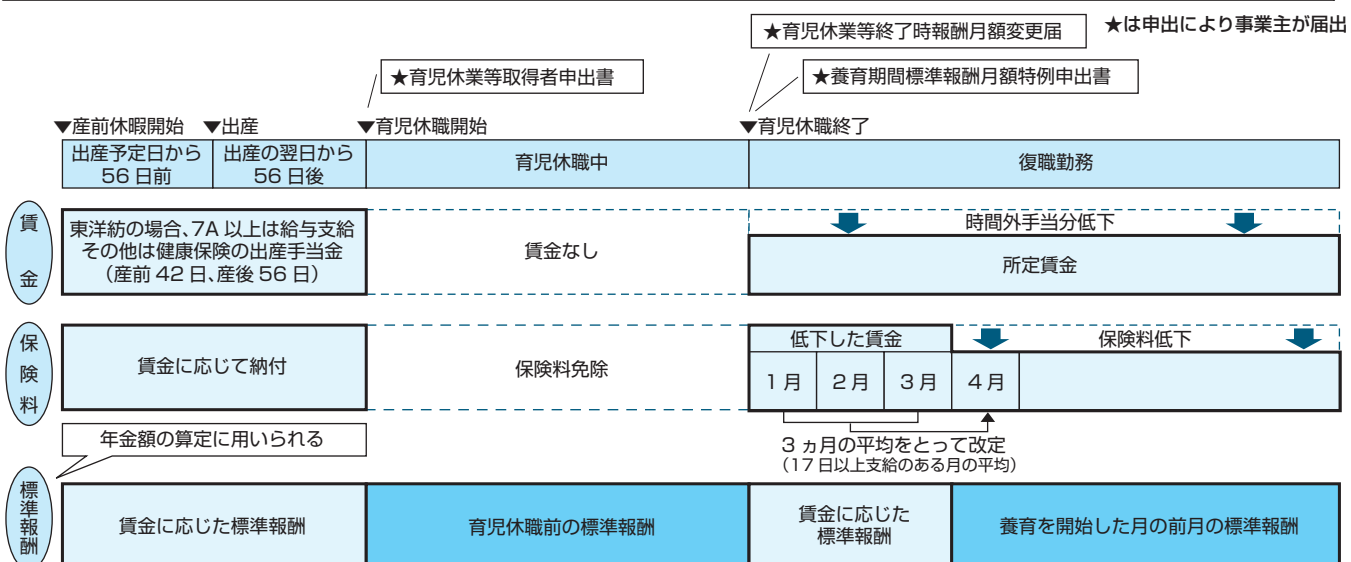 ★は申出により事業主が届出
★育児休業等終了時報酬月額変更届
★育児休業等取得者申出書
★養育期間標準報酬月額特例申出書
▼産前休暇開始
▼出産
▼育児休職開始
▼育児休職終了
出産予定日から
56日前
出産の翌日から
56日後
育児休職中
復職勤務
賃金
東洋紡の場合、7A以上は給与支給
その他は健康保険の出産手当金
（産前42日、産後56日）
賃金なし
時間外手当分低下
所定賃金
保険料
賃金に応じて納付
保険料免除
低下した賃金
保険料低下
1月
2月
3月
4月
3ヵ月の平均をとって改定
（17日以上支給のある月の平均）
年金額の算定に用いられる
標準報酬
賃金に応じた標準報酬
育児休職前の標準報酬
賃金に応じた
標準報酬
養育を開始した月の前月の標準報酬